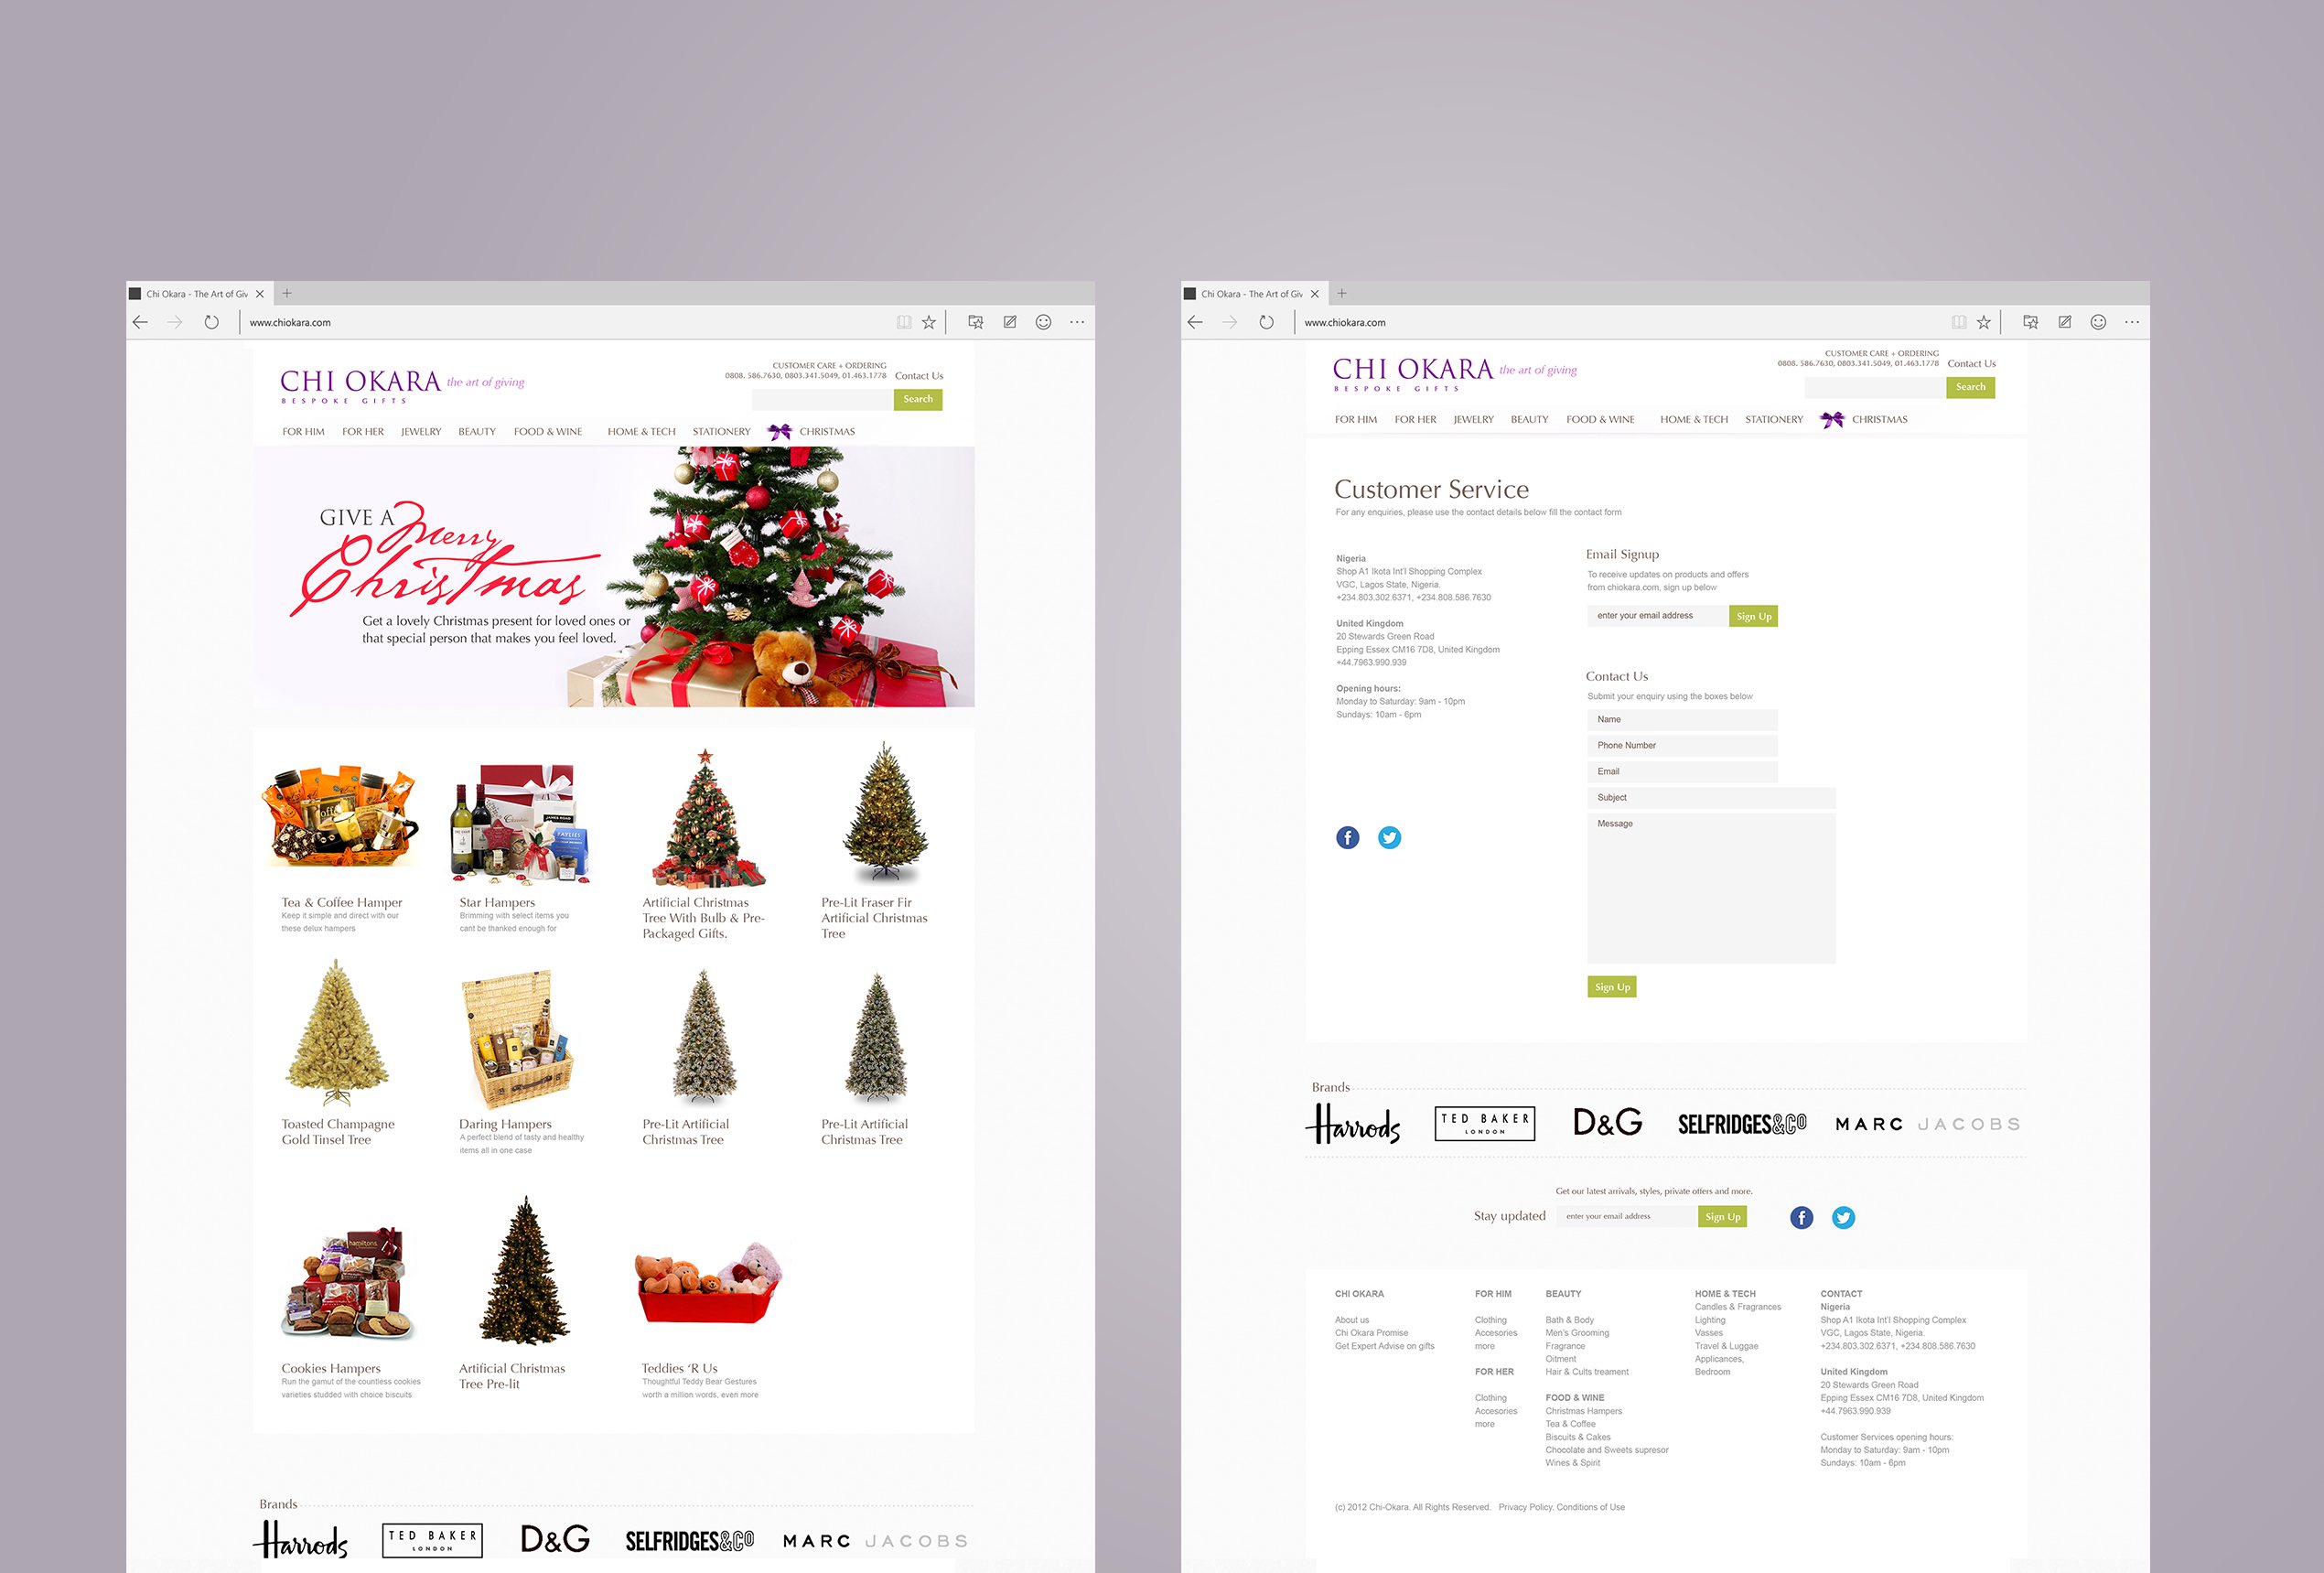 Chi Okara - The Art of Giv
www.chiokara.com
CUSTOMER CARE + ORDERING
0808. 586.7630, 0803.341.5049, 01.463.1778 Contact Us
CHI OKARA the art of giving
BESPOKE GIFTS
Search
FOR HIM FOR HER JEWELRY BEAUTY FOOD & WINE HOME & TECH STATIONERY CHRISTMAS
GIVE A Merry
Christmas
Get a lovely Christmas present for loved ones or
that special person that makes you feel loved.
Tea & Coffee Hamper
Keep it simple and direct with our
these delux hampers
Star Hampers
Brimming with select items you
cant be thanked enough for
Artificial Christmas
Tree With Bulb & Pre-
Packaged Gifts.
Pre-Lit Fraser Fir
Artificial Christmas
Tree
Toasted Champagne
Gold Tinsel Tree
Daring Hampers
A perfect blend of tasty and healthy
items all in one case
Pre-Lit Artificial
Christmas Tree
Pre-Lit Artificial
Christmas Tree
hamiltons
Cookies Hampers
Run the gamut of the countless cookies
varieties studded with choice biscuits
Artificial Christmas
Tree Pre-lit
Teddies ‘R Us
Thoughtful Teddy Bear Gestures
worth a million words, even more
Brands
Harrods
TED BAKER
LONDON
D&G
SELFRIDGES&CO
MARC JACOBS
Chi Okara - The Art of Giv
www.chiokara.com
CUSTOMER CARE + ORDERING
0808. 586.7630, 0803.341.5049, 01.463.1778 Contact Us
CHI OKARA the art of giving
BESPOKE GIFTS
Search
FOR HIM FOR HER JEWELRY BEAUTY FOOD & WINE HOME & TECH STATIONERY CHRISTMAS
Customer Service
For any enquiries, please use the contact details below fill the contact form
Nigeria
Shop A1 Ikota Int'l Shopping Complex
VGC, Lagos State, Nigeria.
+234.803.302.6371, +234.808.586.7630
United Kingdom
20 Stewards Green Road
Epping Essex CM16 7D8, United Kingdom
+44.7963.990.939
Opening hours:
Monday to Saturday: 9am - 10pm
Sundays: 10am - 6pm
Email Signup
To receive updates on products and offers
from chiokara.com, sign up below
enter your email address Sign Up
Contact Us
Submit your enquiry using the boxes below
Name
Phone Number
Email
Subject
Message
Sign Up
Brands
Harrods
TED BAKER
LONDON
D&G
SELFRIDGES&CO
MARC JACOBS
Get our latest arrivals, styles, private offers and more.
Stay updated enter your email address Sign Up
CHI OKARA
About us
Chi Okara Promise
Get Expert Advise on gifts
FOR HIM
Clothing
Accesories
more
FOR HER
Clothing
Accesories
more
BEAUTY
Bath & Body
Men's Grooming
Fragrance
Oitment
Hair & Cults treament
FOOD & WINE
Christmas Hampers
Tea & Coffee
Biscuits & Cakes
Chocolate and Sweets supresor
Wines & Spirit
HOME & TECH
Candles & Fragrances
Lighting
Vasses
Travel & Luggae
Applicances,
Bedroom
CONTACT
Nigeria
Shop A1 Ikota Int'l Shopping Complex
VGC, Lagos State, Nigeria.
+234.803.302.6371, +234.808.586.7630
United Kingdom
20 Stewards Green Road
Epping Essex CM16 7D8, United Kingdom
+44.7963.990.939
Customer Services opening hours:
Monday to Saturday: 9am - 10pm
Sundays: 10am - 6pm
(c) 2012 Chi-Okara. All Rights Reserved. Privacy Policy. Conditions of Use